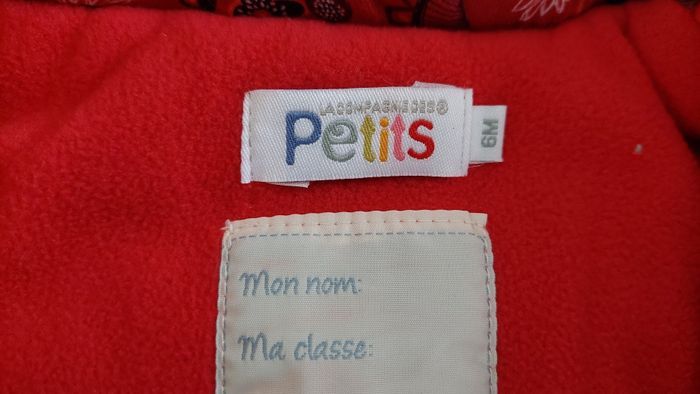 LA COMPAGNIE DES®
Petits
6M
Mon nom:
Ma classe: